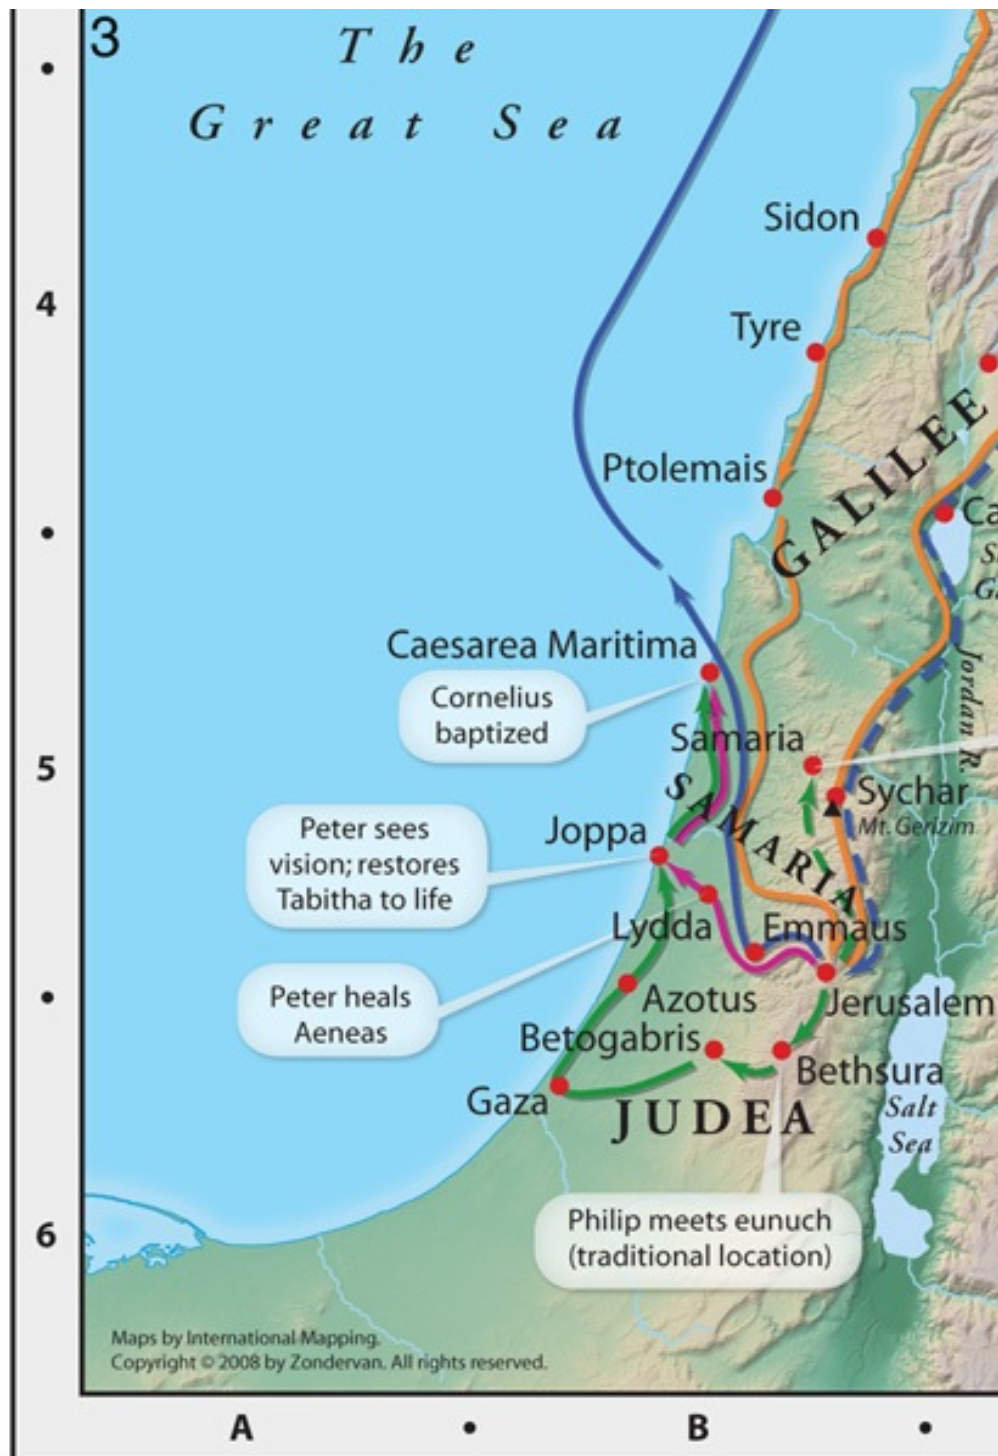 3
The
Great Sea
4
Sidon
Tyre
GALILEE
Ptolemais
Ca
S
G
Caesarea Maritima
Cornelius
baptized
Jordan R.
Samaria
5
SAMARIA
Sychar
Mt. Gerizim
Peter sees
vision; restores
Tabitha to life
Joppa
Lydda
Emmaus
Peter heals
Aeneas
Azotus
Jerusalem
Betogabris
Bethsura
Gaza
JUDEA
Salt
Sea
6
Philip meets eunuch
(traditional location)
Maps by International Mapping.
Copyright © 2008 by Zondervan. All rights reserved.
A
B